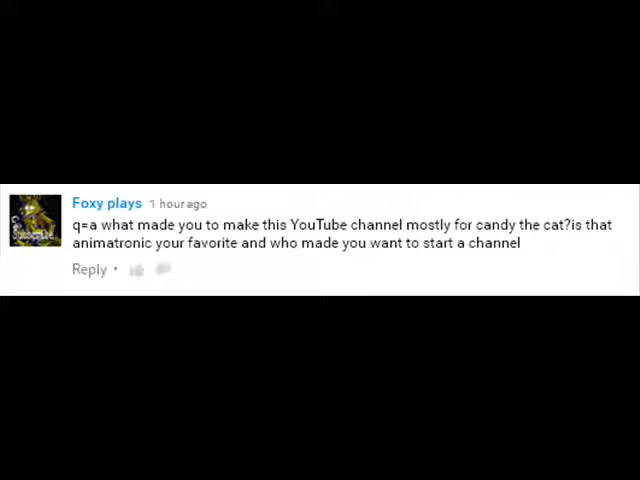 Foxy plays 1 hour ago
q=a what made you to make this YouTube channel mostly for candy the cat?is that
animatronic your favorite and who made you want to start a channel
Reply •
Subscribe